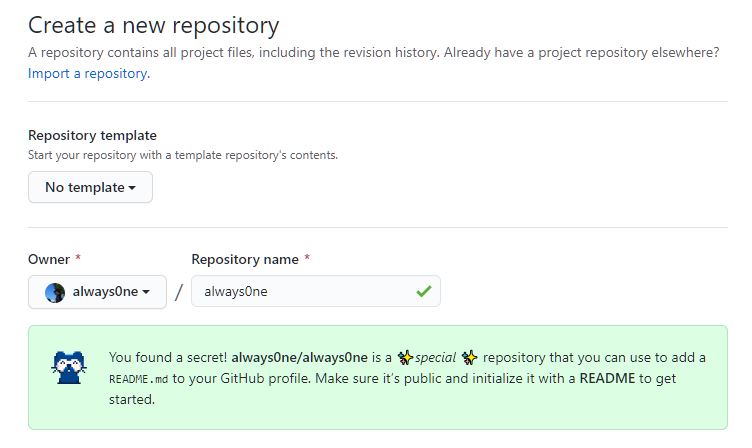 Create a new repository
A repository contains all project files, including the revision history. Already have a project repository elsewhere?
Import a repository.
Repository template
Start your repository with a template repository's contents.
No template
Owner * Repository name *
always0ne / always0ne
You found a secret! always0ne/always0ne is a ✨special ✨ repository that you can use to add a
README.md to your GitHub profile. Make sure it's public and initialize it with a README to get
started.